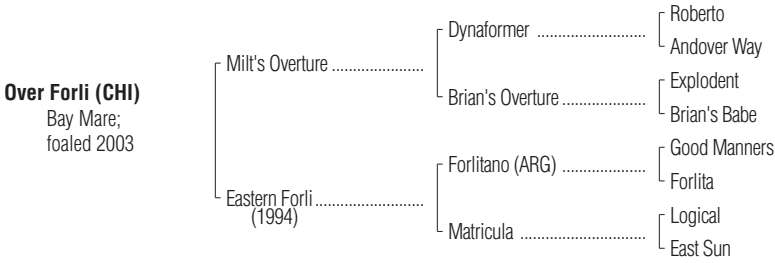 Over Forli (CHI)
Bay Mare;
foaled 2003
Milt's Overture ......................
Eastern Forli ..........................
(1994)
Dynaformer ..........................
Brian's Overture ....................
Forlitano (ARG) ....................
Matricula ..............................
Roberto
Andover Way
Explodent
Brian's Babe
Good Manners
Forlita
Logical
East Sun